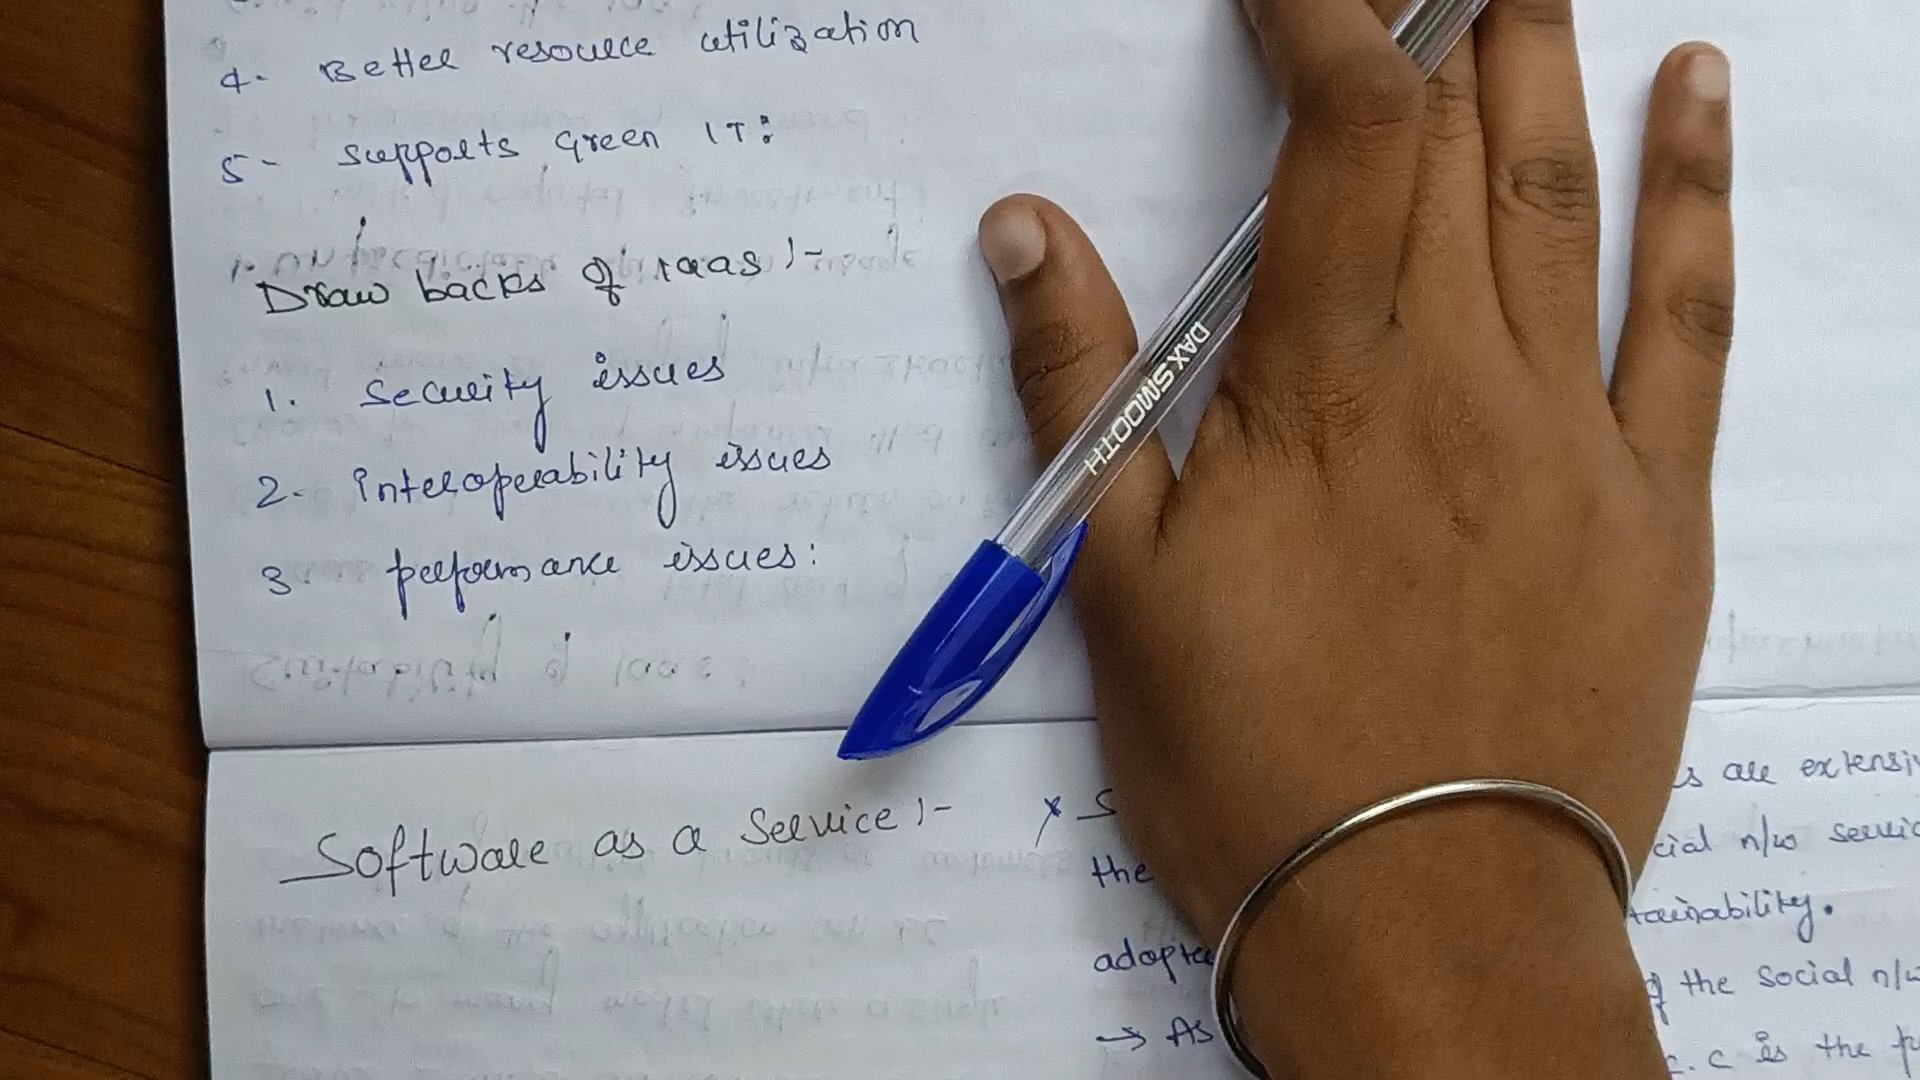 4. Better resource utilization
5- supports Green IT:
Draw backs of Iaas :-
1. Security issues
2. interoperability issues
3 performance issues:
Software as a Service :-
DAX SMOOTH
* S
the
→ As
s are extensi
cial n/w servic
tainability.
of the social n/w
c. c is the p